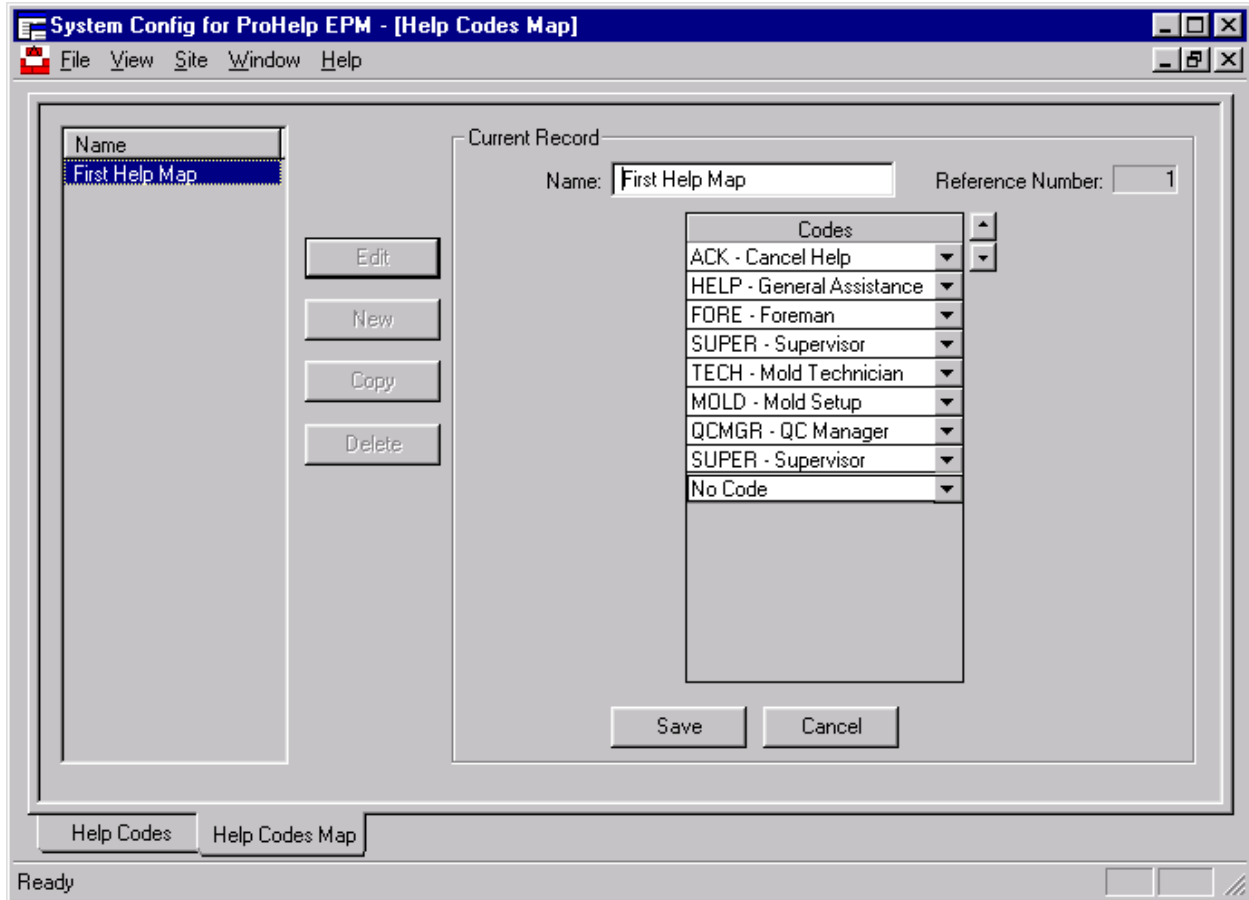 System Config for ProHelp EPM - [Help Codes Map]
File View Site Window Help
Name
First Help Map
Edit
New
Copy
Delete
Current Record
Name: First Help Map Reference Number: 1
Codes
ACK - Cancel Help
HELP - General Assistance
FORE - Foreman
SUPER - Supervisor
TECH - Mold Technician
MOLD - Mold Setup
QCMGR - QC Manager
SUPER - Supervisor
No Code
Save Cancel
Help Codes Help Codes Map
Ready